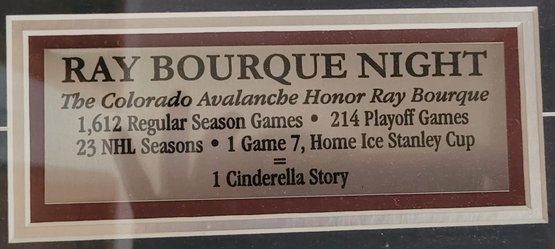 RAY BOURQUE NIGHT
The Colorado Avalanche Honor Ray Bourque
1,612 Regular Season Games • 214 Playoff Games
23 NHL Seasons • 1 Game 7, Home Ice Stanley Cup
=
1 Cinderella Story